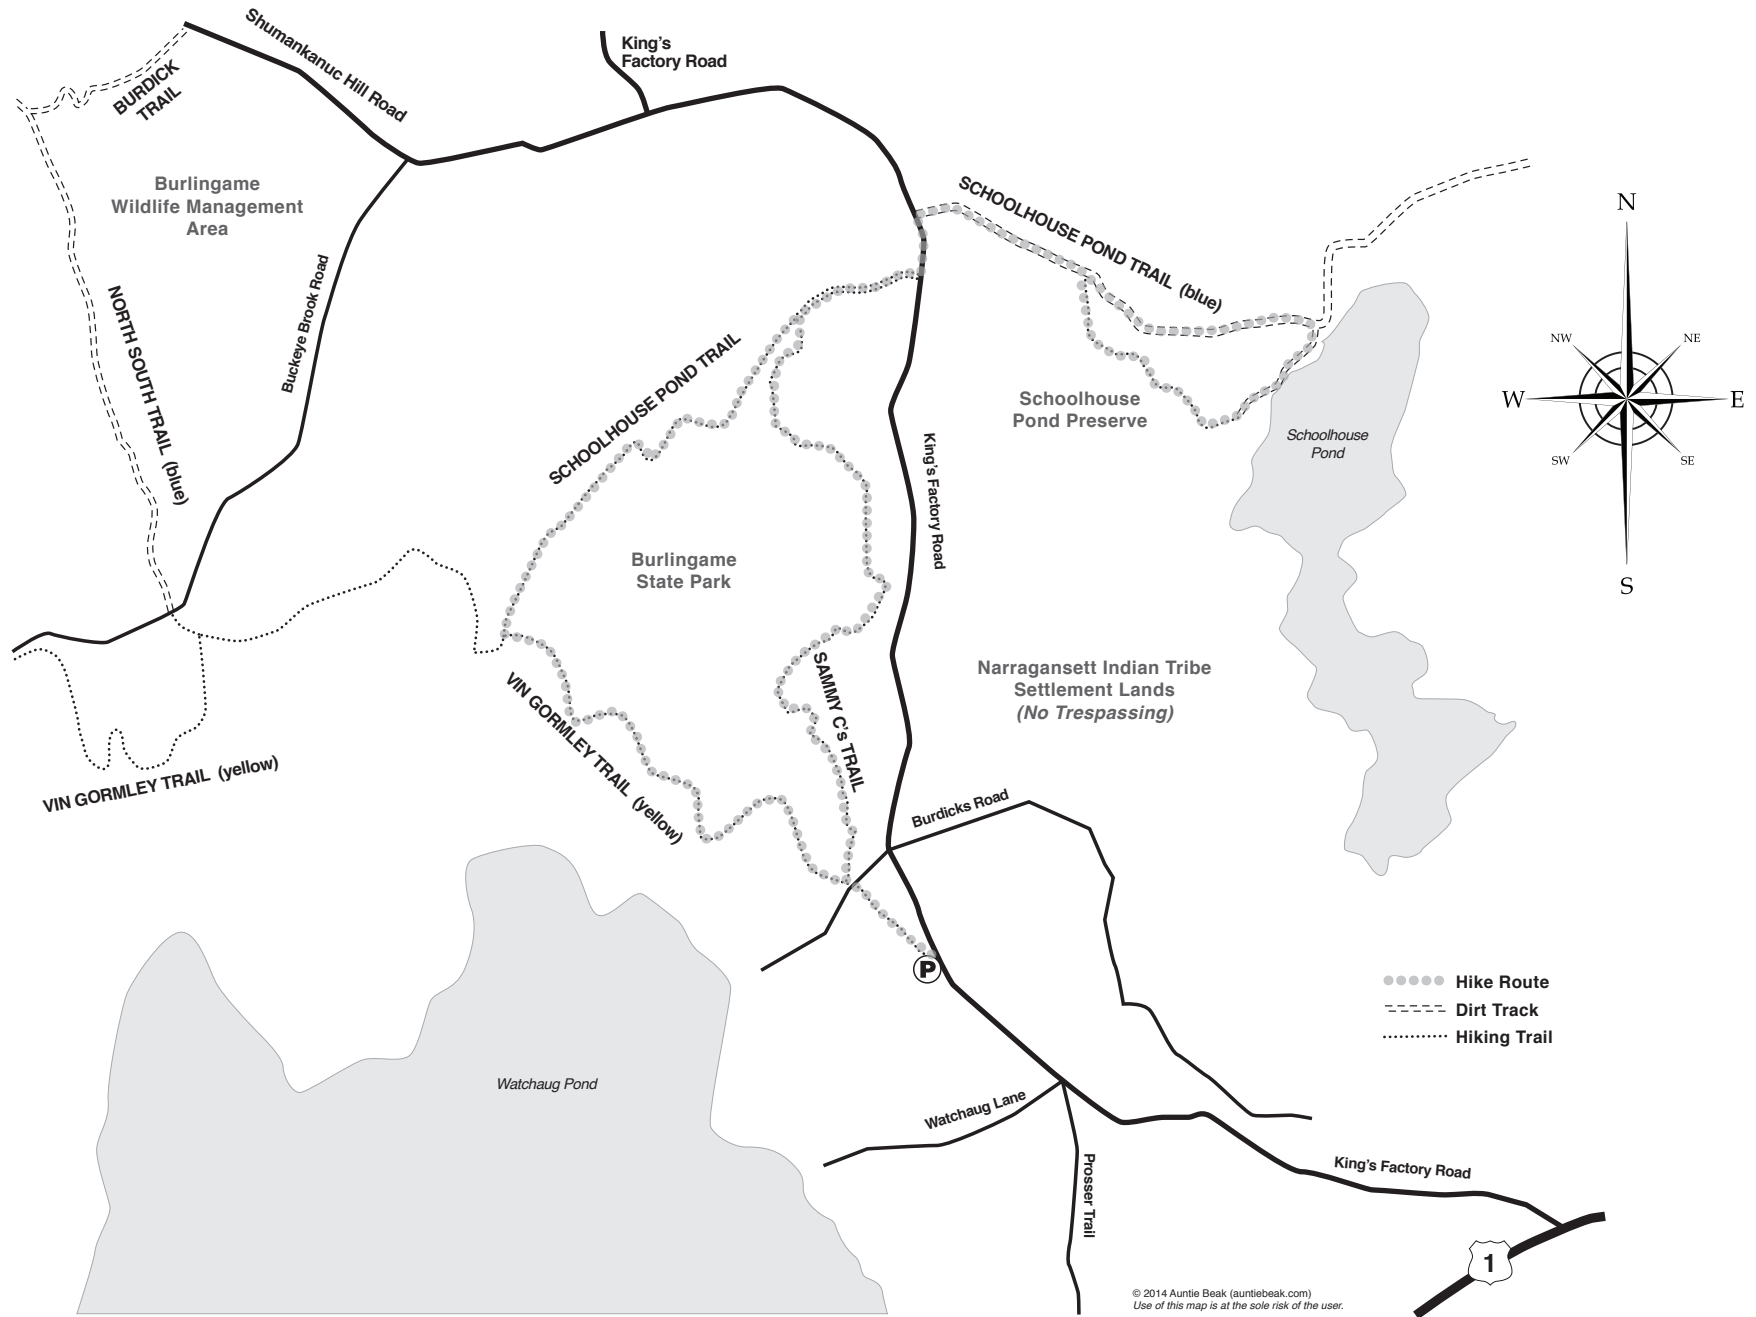 Shumankanuc Hill Road
King's
Factory Road
BURDICK
TRAIL
Burlingame
Wildlife Management
Area
SCHOOLHOUSE POND TRAIL (blue)
N
NW
NE
W
E
SW
SE
S
Buckeye Brook Road
NORTH SOUTH TRAIL (blue)
SCHOOLHOUSE POND TRAIL
Schoolhouse
Pond Preserve
Schoolhouse
Pond
King's Factory Road
Burlingame
State Park
Narragansett Indian Tribe
Settlement Lands
(No Trespassing)
SAMMY C's TRAIL
VIN GORMLEY TRAIL (yellow)
VIN GORMLEY TRAIL (yellow)
Burdicks Road
P
Hike Route
Dirt Track
Hiking Trail
Watchaug Pond
Watchaug Lane
Prosser Trail
King's Factory Road
1
© 2014 Auntie Beak (auntiebeak.com)
Use of this map is at the sole risk of the user.